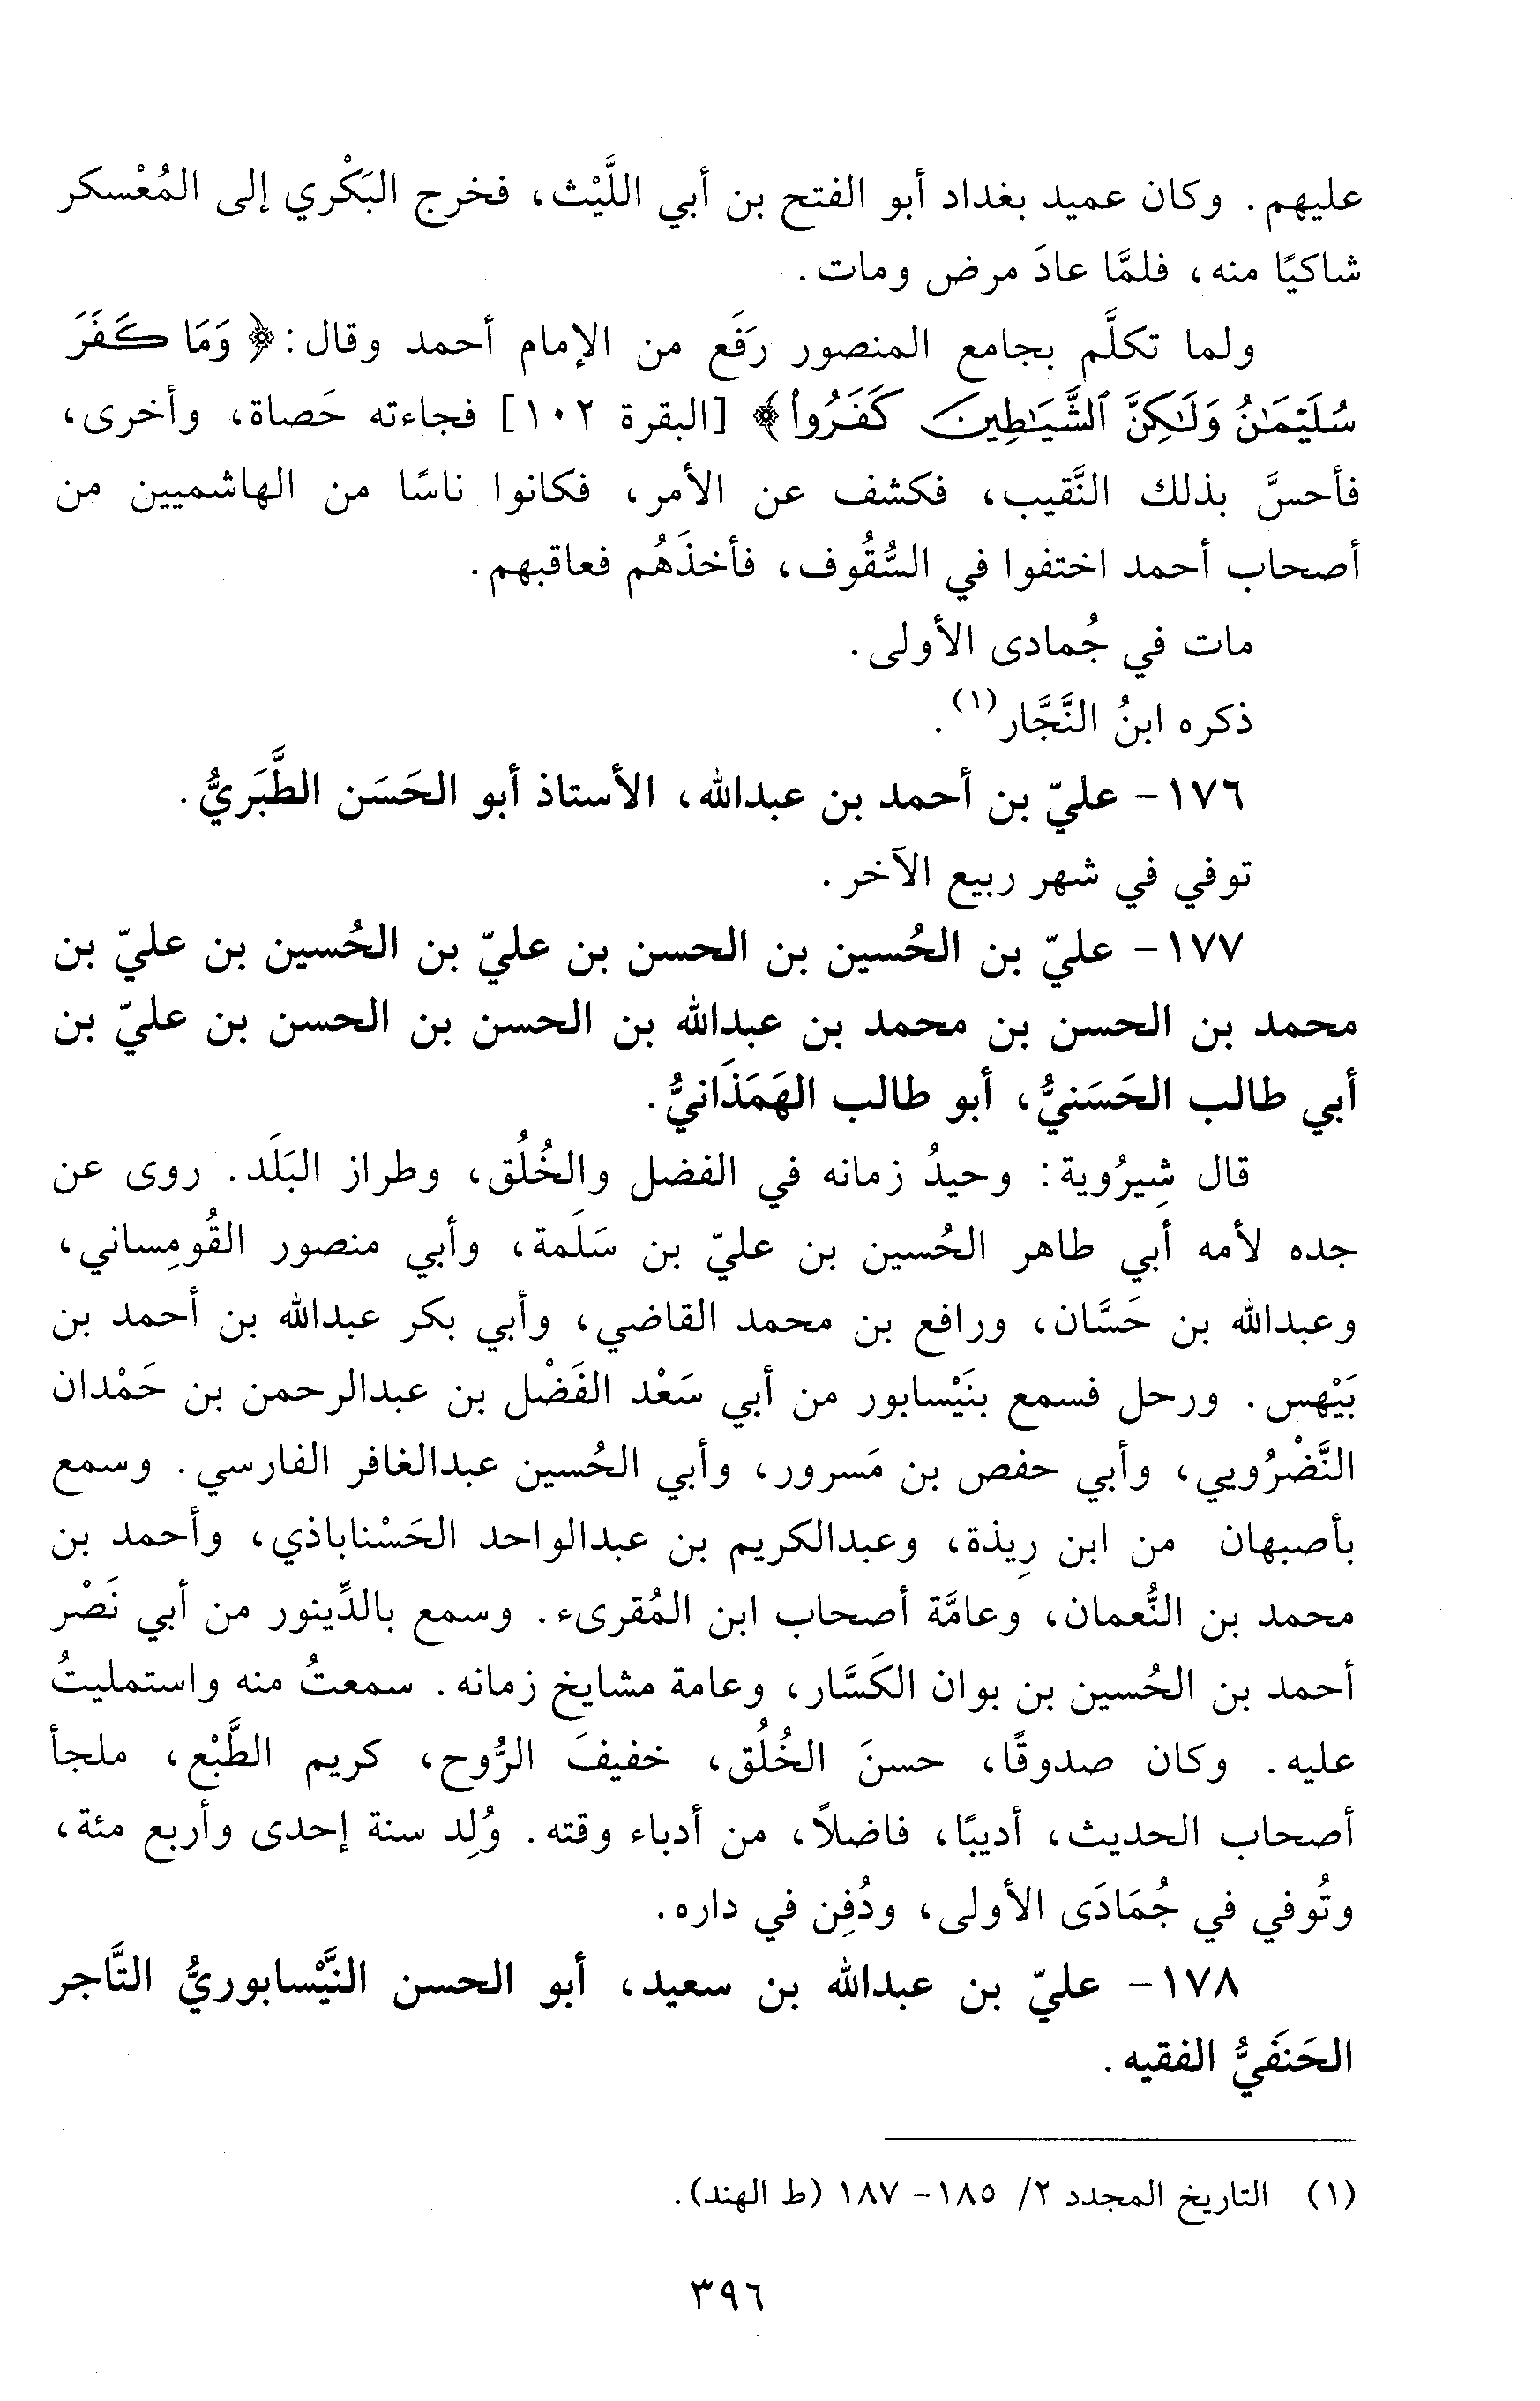 عليهم. وكان عميد بغداد أبو الفتح بن أبي اللَّيْث، فخرج البَكْري إلى المُعْسكر
شاكيًا منه، فلمَّا عادَ مرض ومات.
ولما تكلَّم بجامع المنصور رَفَع من الإمام أحمد وقال: ﴿ وَمَا كَفَرَ
سُلَيْمَـٰنُ وَلَـٰكِنَّ ٱلشَّيَـٰطِينَ كَفَرُواْ ﴾ [البقرة ١٠٢] فجاءته حَصاة، وأخرى،
فأحسَّ بذلك النَّقيب، فكشف عن الأمر، فكانوا ناسًا من الهاشميين من
أصحاب أحمد اختفوا في السُّقُوف، فأخذَهُم فعاقبهم.
مات في جُمادى الأولى.
ذكره ابنُ النَّجَّار(١).
١٧٦- عليّ بن أحمد بن عبدالله، الأستاذ أبو الحَسَن الطَّبَريُّ.
توفي في شهر ربيع الآخر.
١٧٧- عليّ بن الحُسين بن الحسن بن عليّ بن الحُسين بن عليّ بن
محمد بن الحسن بن محمد بن عبدالله بن الحسن بن الحسن بن عليّ بن
أبي طالب الحَسَنيُّ، أبو طالب الهَمَذَانيُّ.
قال شِيرُوية: وحيدُ زمانه في الفضل والخُلُق، وطراز البَلَد. روى عن
جده لأمه أبي طاهر الحُسين بن عليّ بن سَلَمة، وأبي منصور القُومِساني،
وعبدالله بن حَسَّان، ورافع بن محمد القاضي، وأبي بكر عبدالله بن أحمد بن
بَيْهس. ورحل فسمع بنَيْسابور من أبي سَعْد الفَضْل بن عبدالرحمن بن حَمْدان
النَّضْرُويي، وأبي حفص بن مَسرور، وأبي الحُسين عبدالغافر الفارسي. وسمع
بأصبهان من ابن رِيذة، وعبدالكريم بن عبدالواحد الحَسْناباذي، وأحمد بن
محمد بن النُّعمان، وعامَّة أصحاب ابن المُقرىء. وسمع بالدِّينور من أبي نَصْر
أحمد بن الحُسين بن بوان الكَسَّار، وعامة مشايخ زمانه. سمعتُ منه واستمليتُ
عليه. وكان صدوقًا، حسنَ الخُلُق، خفيفَ الرُّوح، كريم الطَّبْع، ملجأ
أصحاب الحديث، أديبًا، فاضلاً، من أدباء وقته. وُلِد سنة إحدى وأربع مئة،
وتُوفي في جُمَادَى الأولى، ودُفِن في داره.
١٧٨- عليّ بن عبدالله بن سعيد، أبو الحسن النَّيْسابوريُّ التَّاجر
الحَنَفيُّ الفقيه.
(١) التاريخ المجدد ٢/ ١٨٥- ١٨٧ (ط الهند).
٣٩٦